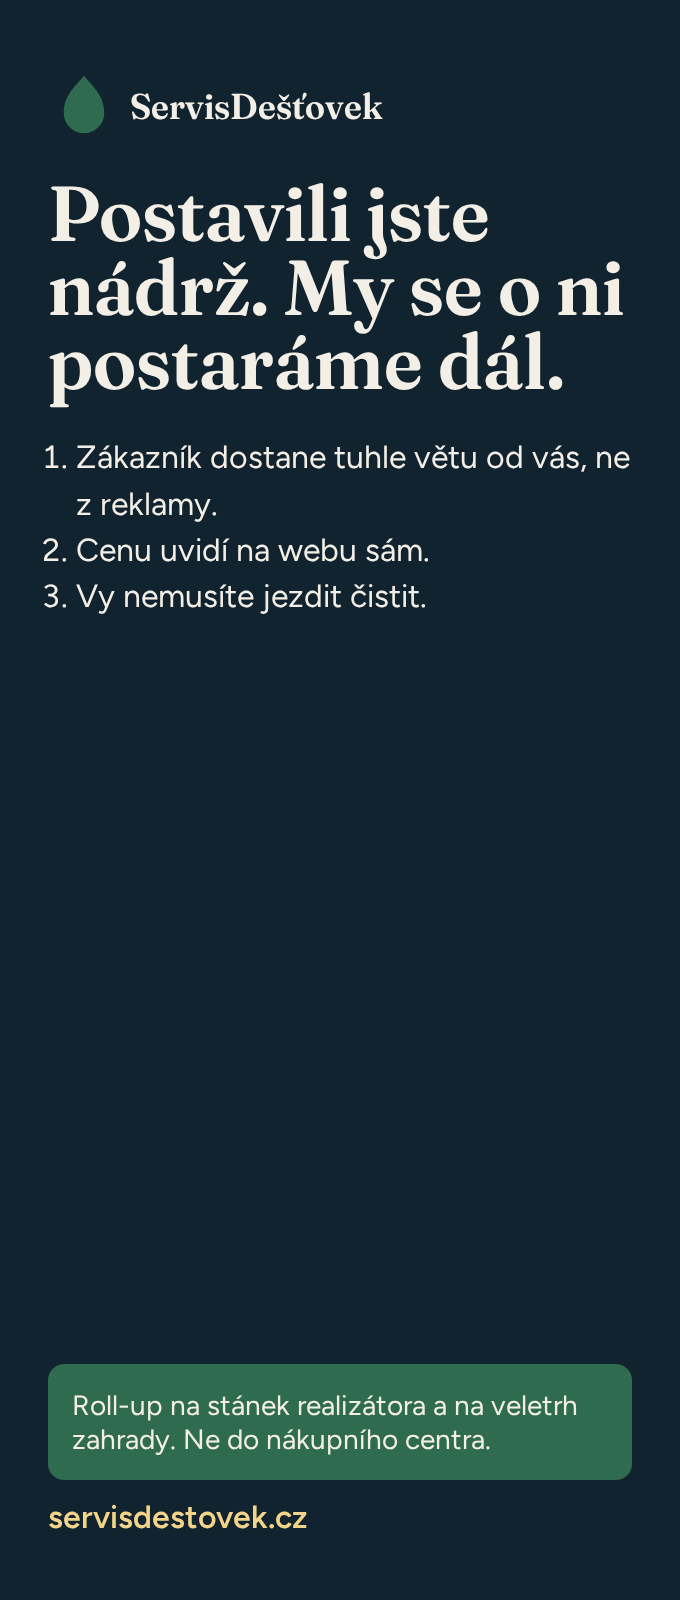 ServisDešťovek
Postavili jste
nádrž. My se o ni
postaráme dál.
1. Zákazník dostane tuhle větu od vás, ne
z reklamy.
2. Cenu uvidí na webu sám.
3. Vy nemusíte jezdit čistit.
Roll-up na stánek realizátora a na veletrh
zahrady. Ne do nákupního centra.
servisdestovek.cz